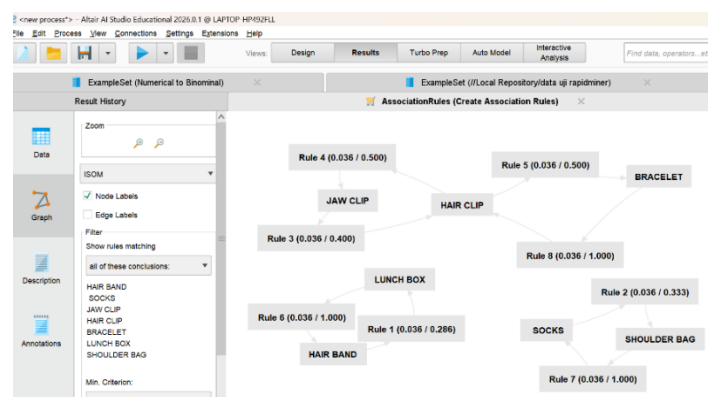 <new process*> – Altair AI Studio Educational 2026.0.1 @ LAPTOP-HP492FLL
File Edit Process View Connections Settings Extensions Help
Views: Design Results Turbo Prep Auto Model Interactive Analysis Find data, operators...et
ExampleSet (Numerical to Binominal)
ExampleSet (//Local Repository/data uji rapidminer)
Result History
AssociationRules (Create Association Rules)
Data
Graph
Description
Annotations
Zoom
ISOM
Node Labels
Edge Labels
Filter
Show rules matching
all of these conclusions:
HAIR BAND
SOCKS
JAW CLIP
HAIR CLIP
BRACELET
LUNCH BOX
SHOULDER BAG
Min. Criterion:
Rule 4 (0.036 / 0.500)
Rule 5 (0.036 / 0.500)
BRACELET
JAW CLIP
HAIR CLIP
Rule 3 (0.036 / 0.400)
Rule 8 (0.036 / 1.000)
LUNCH BOX
Rule 2 (0.036 / 0.333)
Rule 6 (0.036 / 1.000)
Rule 1 (0.036 / 0.286)
SOCKS
SHOULDER BAG
HAIR BAND
Rule 7 (0.036 / 1.000)